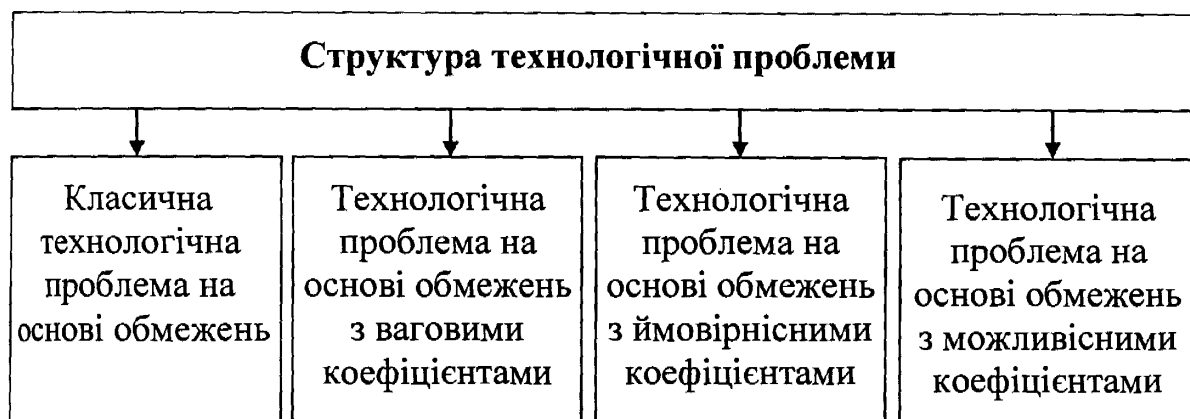 Структура технологічної проблеми
Класична
технологічна
проблема на
основі обмежень
Технологічна
проблема на
основі обмежень
з ваговими
коефіцієнтами
Технологічна
проблема на
основі обмежень
з ймовірнісними
коефіцієнтами
Технологічна
проблема на
основі обмежень
з можливісними
коефіцієнтами